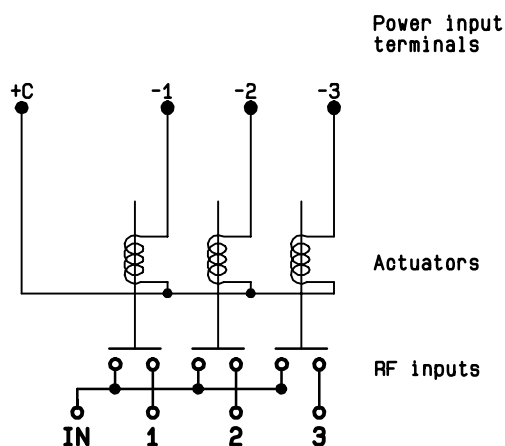 Power input
terminals
+C -1 -2 -3
Actuators
RF inputs
IN 1 2 3